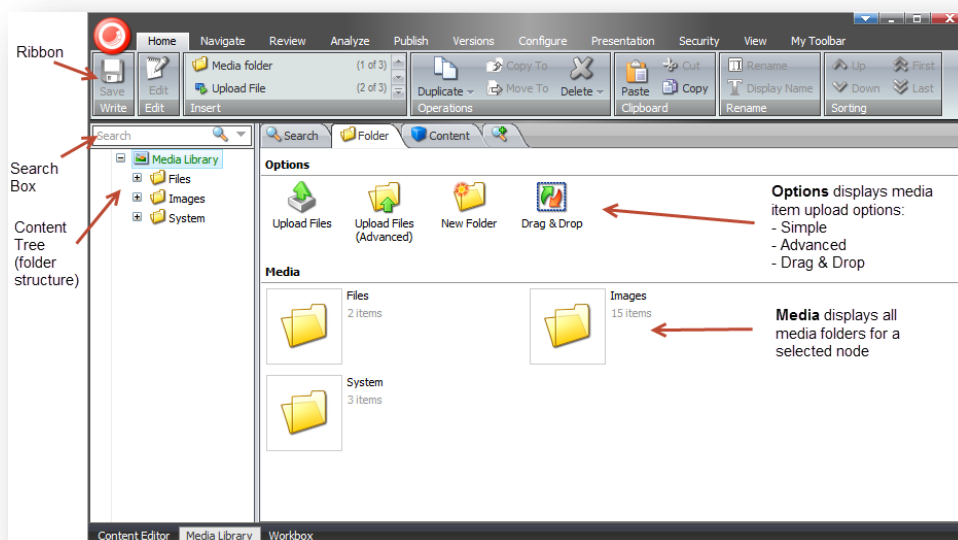 Ribbon
Home Navigate Review Analyze Publish Versions Configure Presentation Security View My Toolbar
Save
Write
Edit
Edit
Media folder (1 of 3)
Upload File (2 of 3)
Insert
Duplicate
Copy To
Move To
Delete
Operations
Paste
Cut
Copy
Clipboard
Rename
Display Name
Rename
Up First
Down Last
Sorting
Search
Search Folder Content
Search
Box
Media Library
Files
Images
System
Content
Tree
(folder
structure)
Options
Upload Files
Upload Files
(Advanced)
New Folder
Drag & Drop
Options displays media
item upload options:
- Simple
- Advanced
- Drag & Drop
Media
Files
2 items
Images
15 items
System
3 items
Media displays all
media folders for a
selected node
Content Editor Media Library Workbox